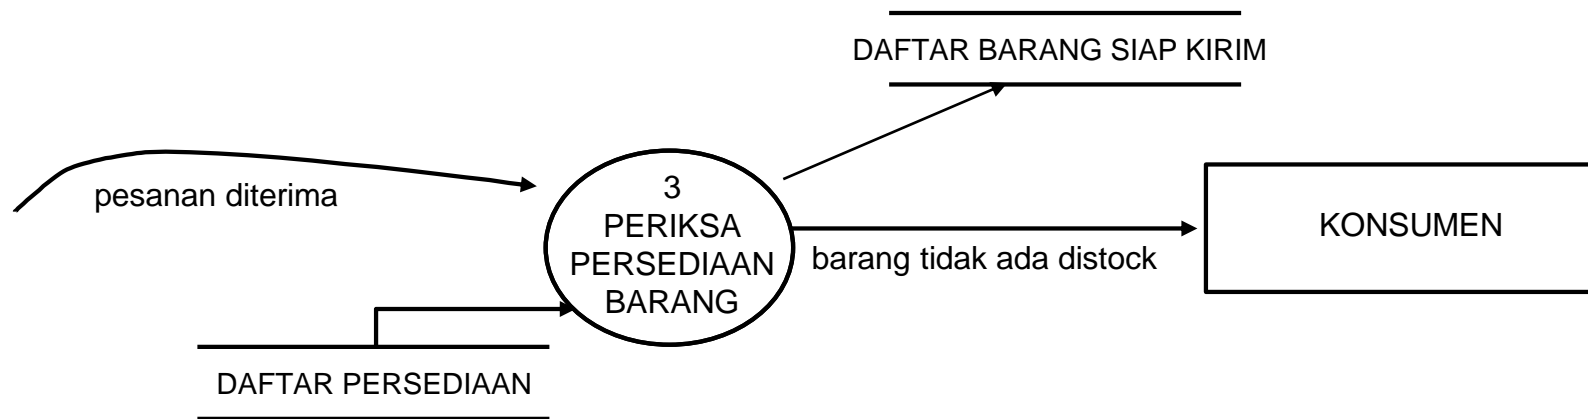 DAFTAR BARANG SIAP KIRIM
pesanan diterima
3
PERIKSA
PERSEDIAAN
BARANG
barang tidak ada distock
KONSUMEN
DAFTAR PERSEDIAAN